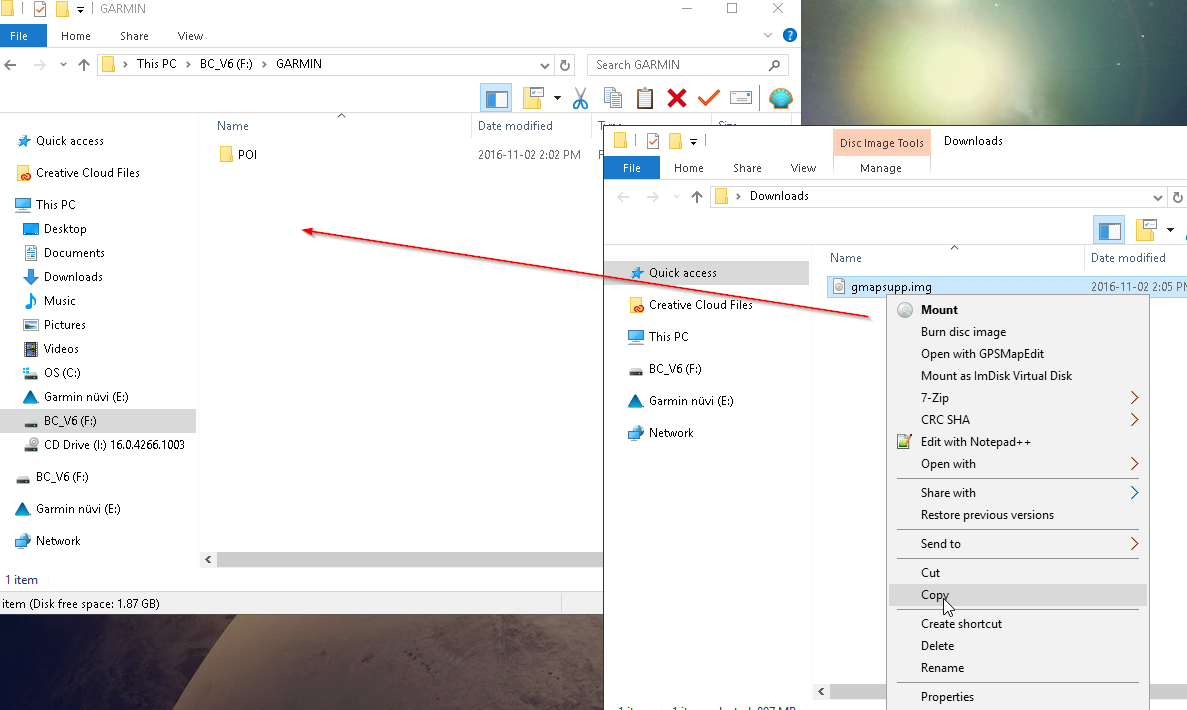 GARMIN
File Home Share View
This PC BC_V6 (F:) GARMIN
Search GARMIN
Name Date modified
POI 2016-11-02 2:02 PM
Quick access
Creative Cloud Files
This PC
Desktop
Documents
Downloads
Music
Pictures
Videos
OS (C:)
Garmin nüvi (E:)
BC_V6 (F:)
CD Drive (I:) 16.0.4266.1003
BC_V6 (F:)
Garmin nüvi (E:)
Network
1 item
item (Disk free space: 1.87 GB)
Disc Image Tools Downloads
File Home Share View Manage
Downloads
Name Date modified
gmapsupp.img 2016-11-02 2:05 PM
Quick access
Creative Cloud Files
This PC
BC_V6 (F:)
Garmin nüvi (E:)
Network
Mount
Burn disc image
Open with GPSMapEdit
Mount as ImDisk Virtual Disk
7-Zip
CRC SHA
Edit with Notepad++
Open with
Share with
Restore previous versions
Send to
Cut
Copy
Create shortcut
Delete
Rename
Properties